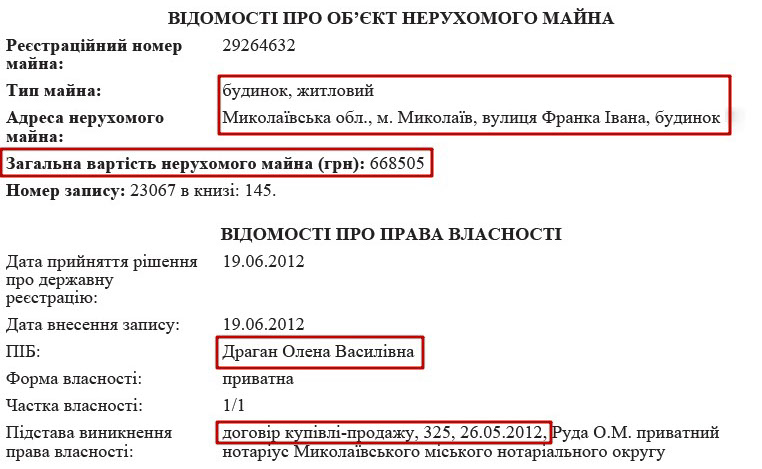 ВІДОМОСТІ ПРО ОБ’ЄКТ НЕРУХОМОГО МАЙНА
Реєстраційний номер 29264632
майна:
Тип майна: будинок, житловий
Адреса нерухомого Миколаївська обл., м. Миколаїв, вулиця Франка Івана, будинок
майна:
Загальна вартість нерухомого майна (грн): 668505
Номер запису: 23067 в книзі: 145.
ВІДОМОСТІ ПРО ПРАВА ВЛАСНОСТІ
Дата прийняття рішення 19.06.2012
про державну
реєстрацію:
Дата внесення запису: 19.06.2012
ПІБ: Драган Олена Василівна
Форма власності: приватна
Частка власності: 1/1
Підстава виникнення договір купівлі-продажу, 325, 26.05.2012, Руда О.М. приватний
права власності: нотаріус Миколаївського міського нотаріального округу